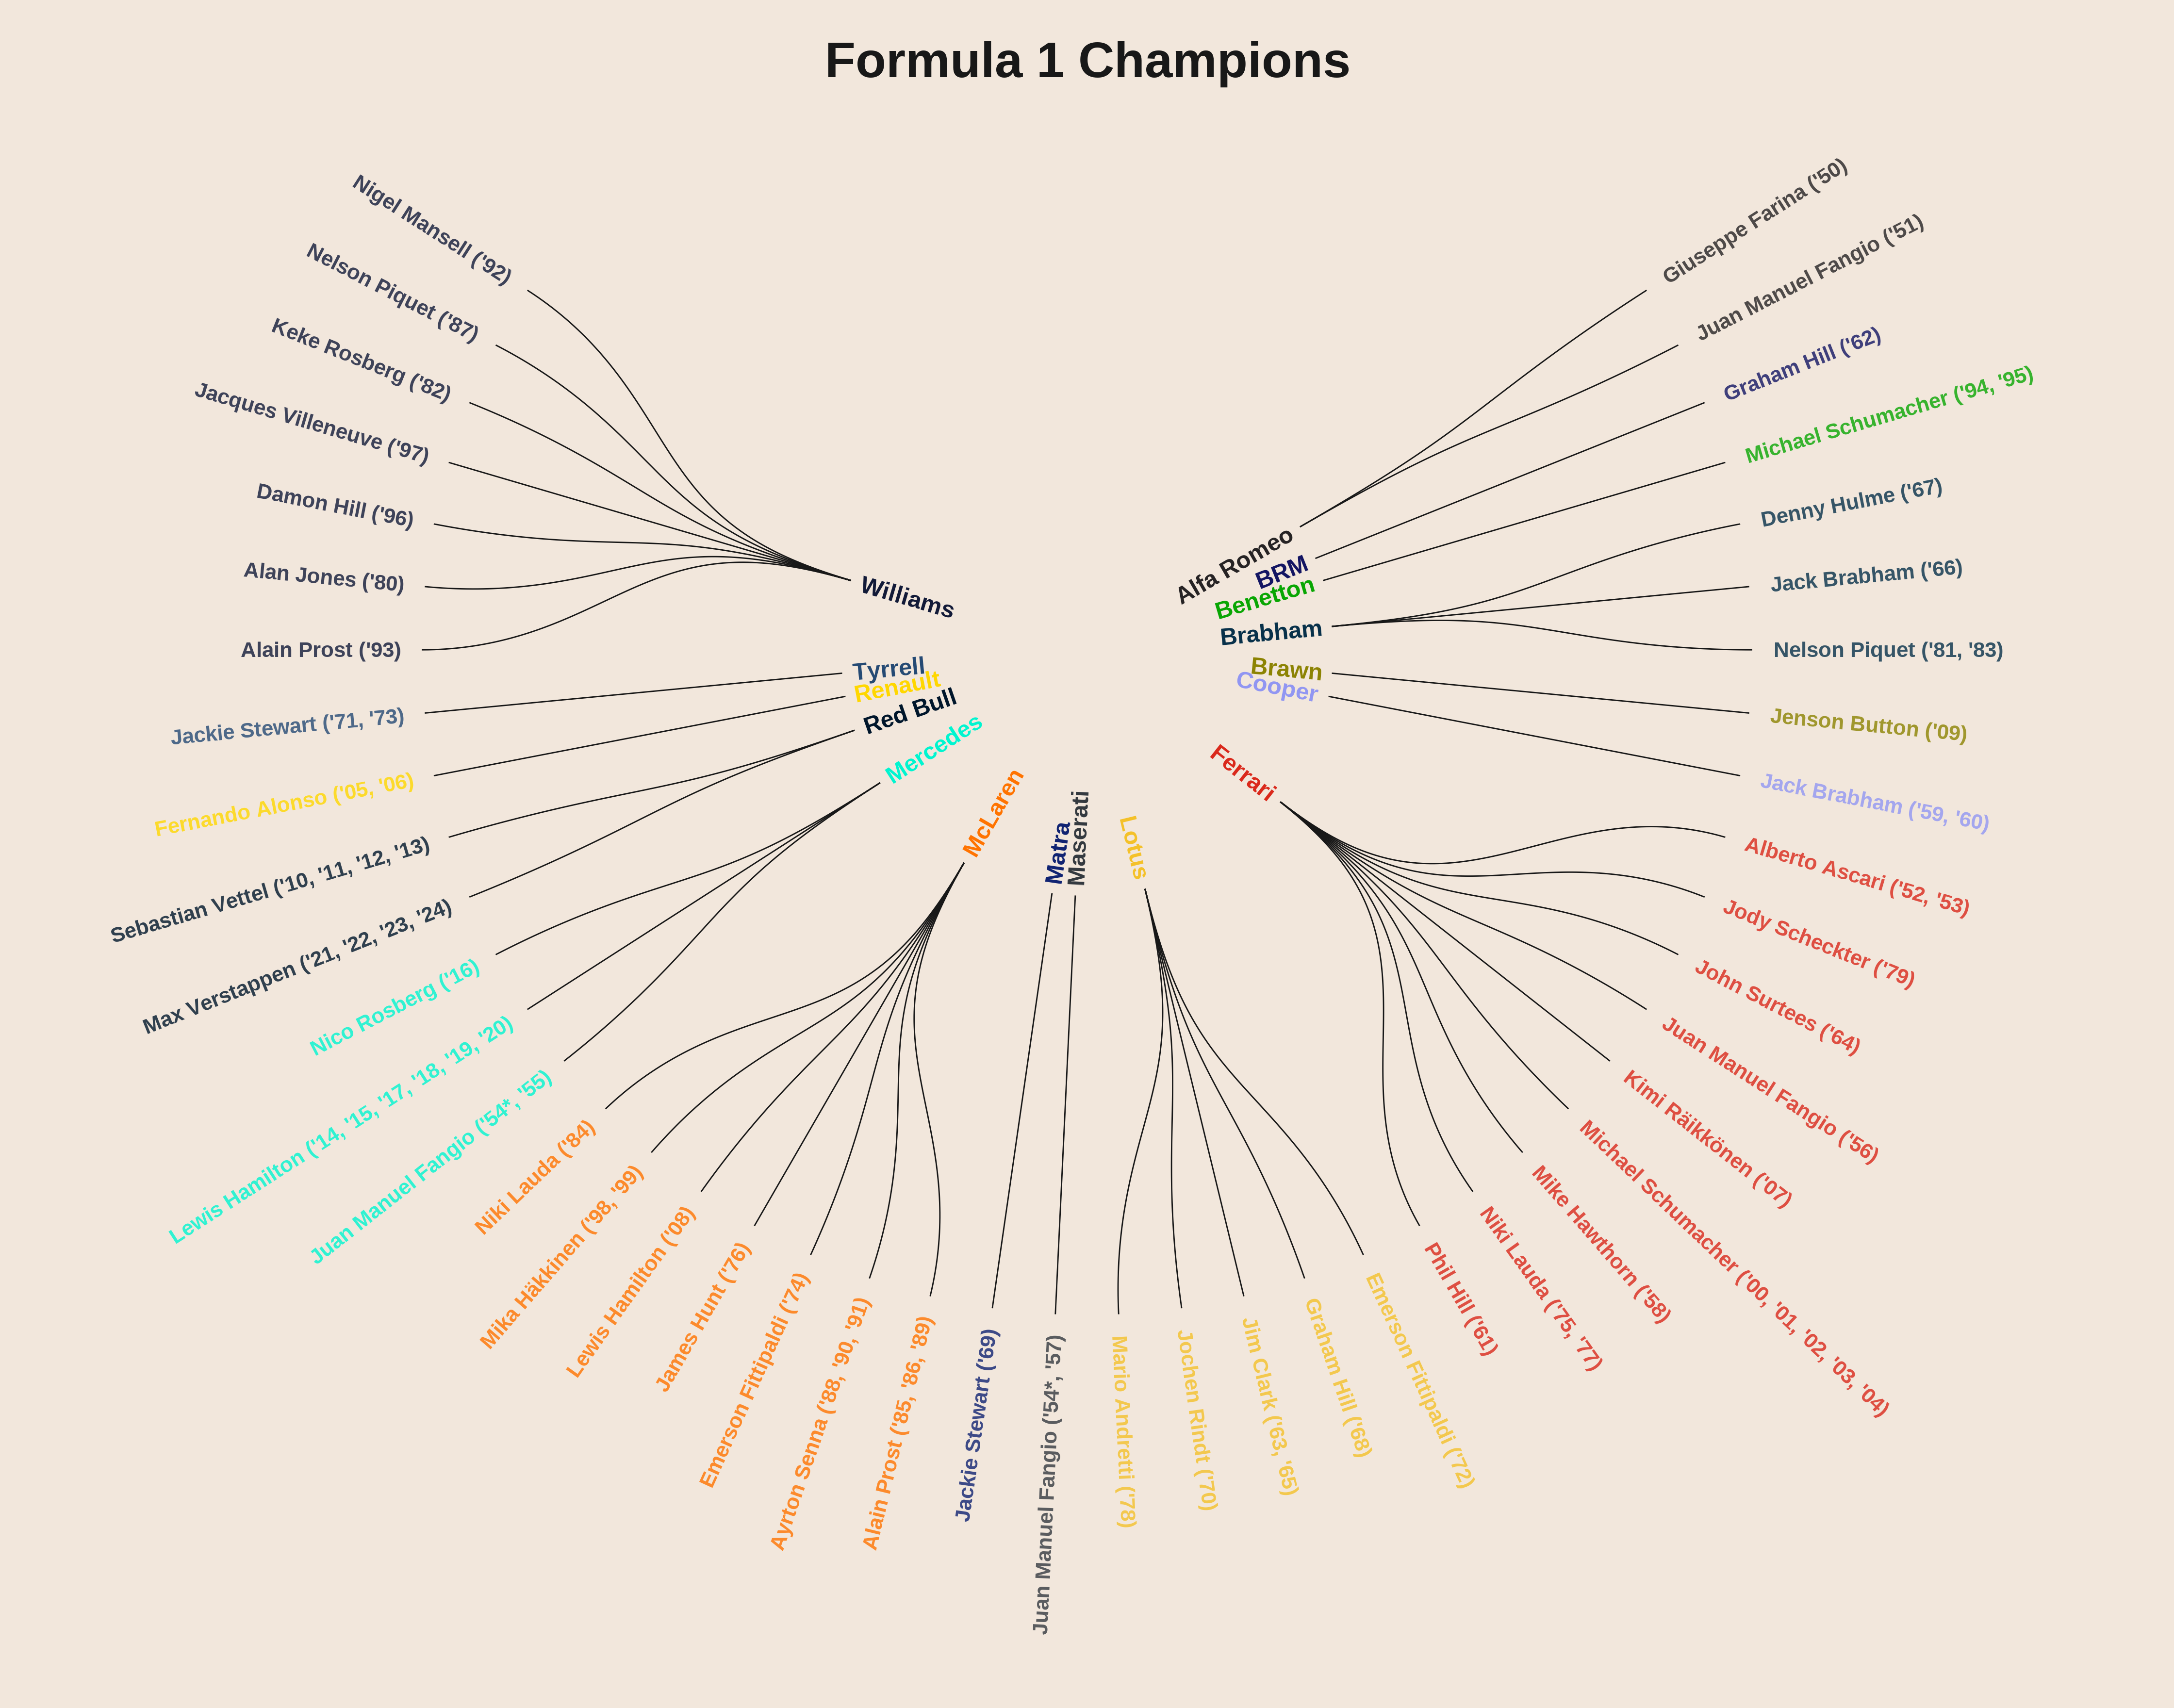 Formula 1 Champions
Alfa Romeo
Giuseppe Farina ('50)
Juan Manuel Fangio ('51)
BRM
Graham Hill ('62)
Benetton
Michael Schumacher ('94, '95)
Brabham
Denny Hulme ('67)
Jack Brabham ('66)
Nelson Piquet ('81, '83)
Brawn
Jenson Button ('09)
Cooper
Jack Brabham ('59, '60)
Ferrari
Alberto Ascari ('52, '53)
Jody Scheckter ('79)
John Surtees ('64)
Juan Manuel Fangio ('56)
Kimi Räikkönen ('07)
Michael Schumacher ('00, '01, '02, '03, '04)
Mike Hawthorn ('58)
Niki Lauda ('75, '77)
Phil Hill ('61)
Lotus
Emerson Fittipaldi ('72)
Graham Hill ('68)
Jim Clark ('63, '65)
Jochen Rindt ('70)
Mario Andretti ('78)
Maserati
Juan Manuel Fangio ('54*, '57)
Matra
Jackie Stewart ('69)
McLaren
Alain Prost ('85, '86, '89)
Ayrton Senna ('88, '90, '91)
Emerson Fittipaldi ('74)
James Hunt ('76)
Lewis Hamilton ('08)
Mika Häkkinen ('98, '99)
Niki Lauda ('84)
Mercedes
Juan Manuel Fangio ('54*, '55)
Lewis Hamilton ('14, '15, '17, '18, '19, '20)
Nico Rosberg ('16)
Red Bull
Max Verstappen ('21, '22, '23, '24)
Sebastian Vettel ('10, '11, '12, '13)
Renault
Fernando Alonso ('05, '06)
Tyrrell
Jackie Stewart ('71, '73)
Williams
Alain Prost ('93)
Alan Jones ('80)
Damon Hill ('96)
Jacques Villeneuve ('97)
Keke Rosberg ('82)
Nelson Piquet ('87)
Nigel Mansell ('92)